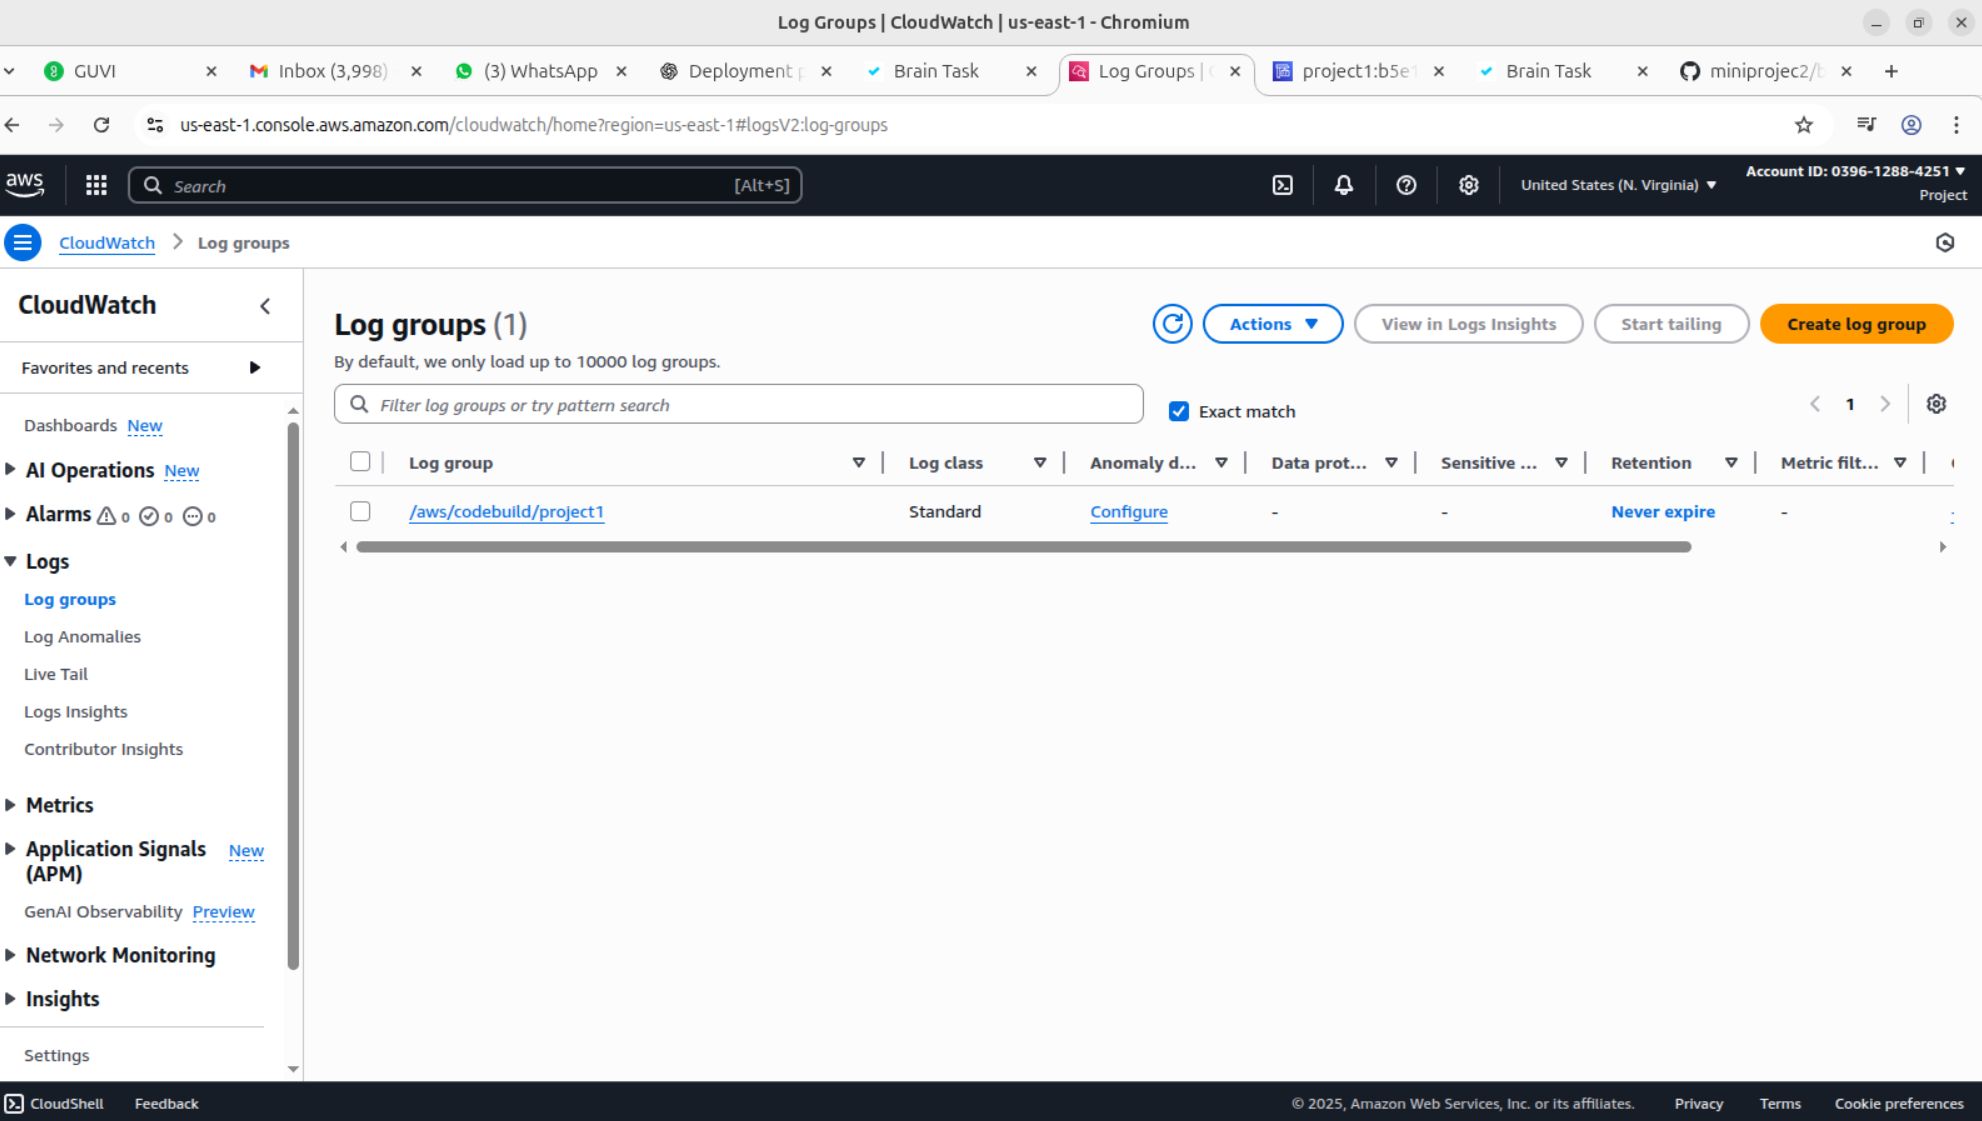 Log Groups | CloudWatch | us-east-1 - Chromium
GUVI
Inbox (3,998)
(3) WhatsApp
Deployment p
Brain Task
Log Groups |
project1:b5e1
Brain Task
miniprojec2/b
us-east-1.console.aws.amazon.com/cloudwatch/home?region=us-east-1#logsV2:log-groups
aws
Search
[Alt+S]
United States (N. Virginia)
Account ID: 0396-1288-4251
Project
CloudWatch > Log groups
CloudWatch
Favorites and recents
Dashboards New
AI Operations New
Alarms 0 0 0
Logs
Log groups
Log Anomalies
Live Tail
Logs Insights
Contributor Insights
Metrics
Application Signals New
(APM)
GenAI Observability Preview
Network Monitoring
Insights
Settings
Log groups (1)
Actions
View in Logs Insights
Start tailing
Create log group
By default, we only load up to 10000 log groups.
Filter log groups or try pattern search
Exact match
1
Log group Log class Anomaly d... Data prot... Sensitive ... Retention Metric filt...
/aws/codebuild/project1 Standard Configure - - Never expire -
CloudShell
Feedback
© 2025, Amazon Web Services, Inc. or its affiliates.
Privacy
Terms
Cookie preferences